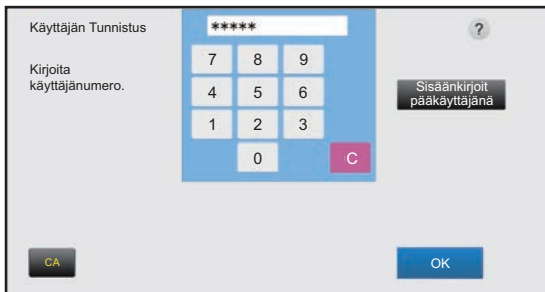 Käyttäjän Tunnistus
*****
?
Kirjoita
käyttäjänumero.
7 8 9
4 5 6
1 2 3
0 C
Sisäänkirjoit
pääkäyttäjänä
CA
OK